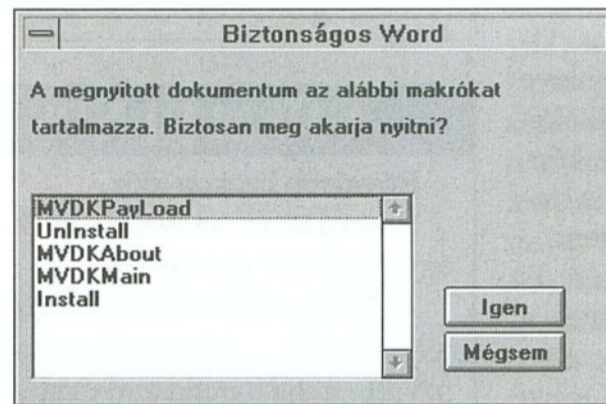 Biztonságos Word
A megnyitott dokumentum az alábbi makrókat
tartalmazza. Biztosan meg akarja nyitni?
MVDKPayLoad
UnInstall
MVDKAbout
MVDKMain
Install
Igen
Mégsem